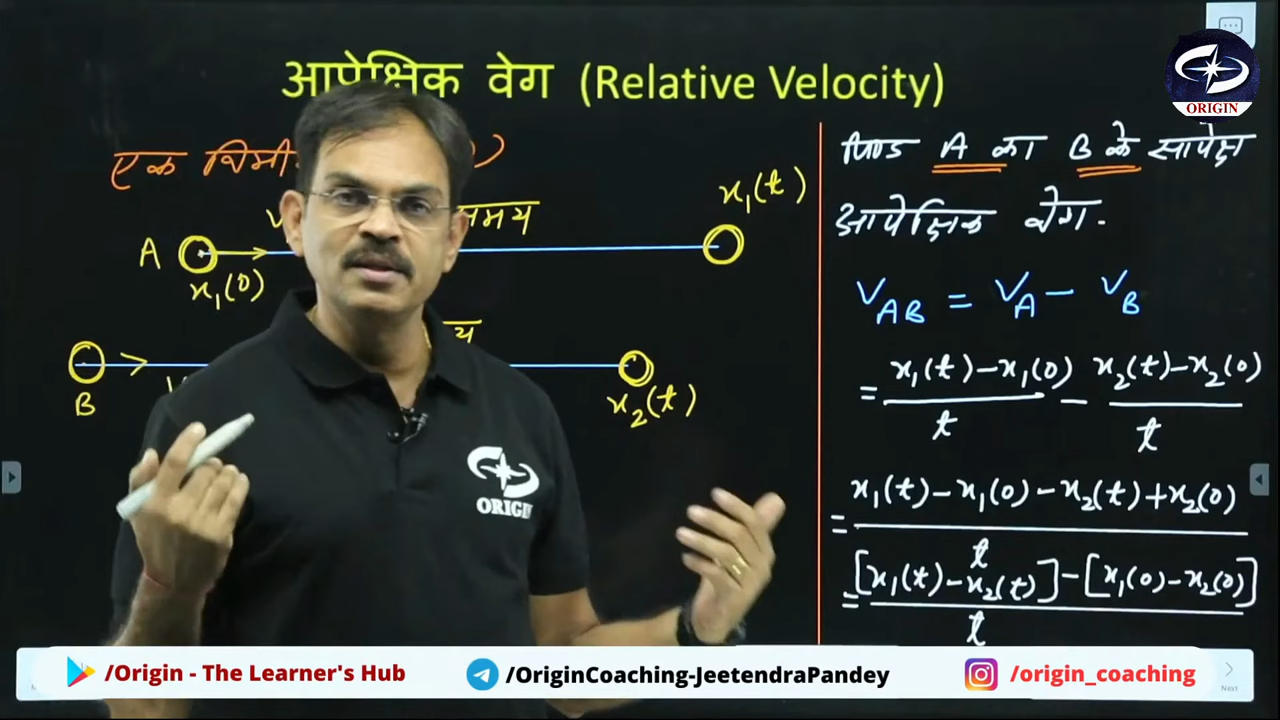 आपेक्षिक वेग (Relative Velocity)
ORIGIN
एक
समय
x₁(t)
A
x₁(0)
B
x₂(t)
ORIGIN
पिण्ड A का B के सापेक्ष
आपेक्षिक वेग.
V_AB = V_A - V_B
= x₁(t)-x₁(0) / t - x₂(t)-x₂(0) / t
= x₁(t)-x₁(0)-x₂(t)+x₂(0) / t
= [x₁(t)-x₂(t)]-[x₁(0)-x₂(0)] / t
/Origin - The Learner's Hub
/OriginCoaching-JeetendraPandey
/origin_coaching
Next